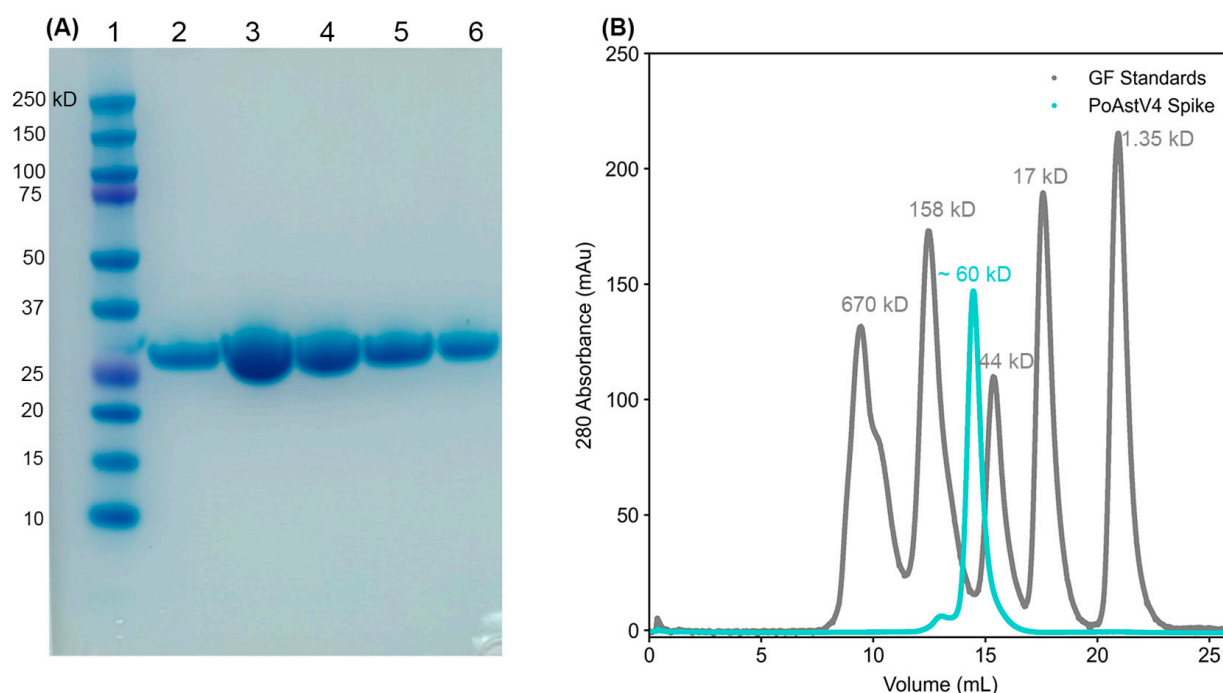 (A)
1 2 3 4 5 6
250 kD
150
100
75
50
37
25
20
15
10
(B)
250
200
150
100
50
0
280 Absorbance (mAu)
GF Standards
PoAstV4 Spike
670 kD
158 kD
~ 60 kD
44 kD
17 kD
1.35 kD
0 5 10 15 20 25
Volume (mL)